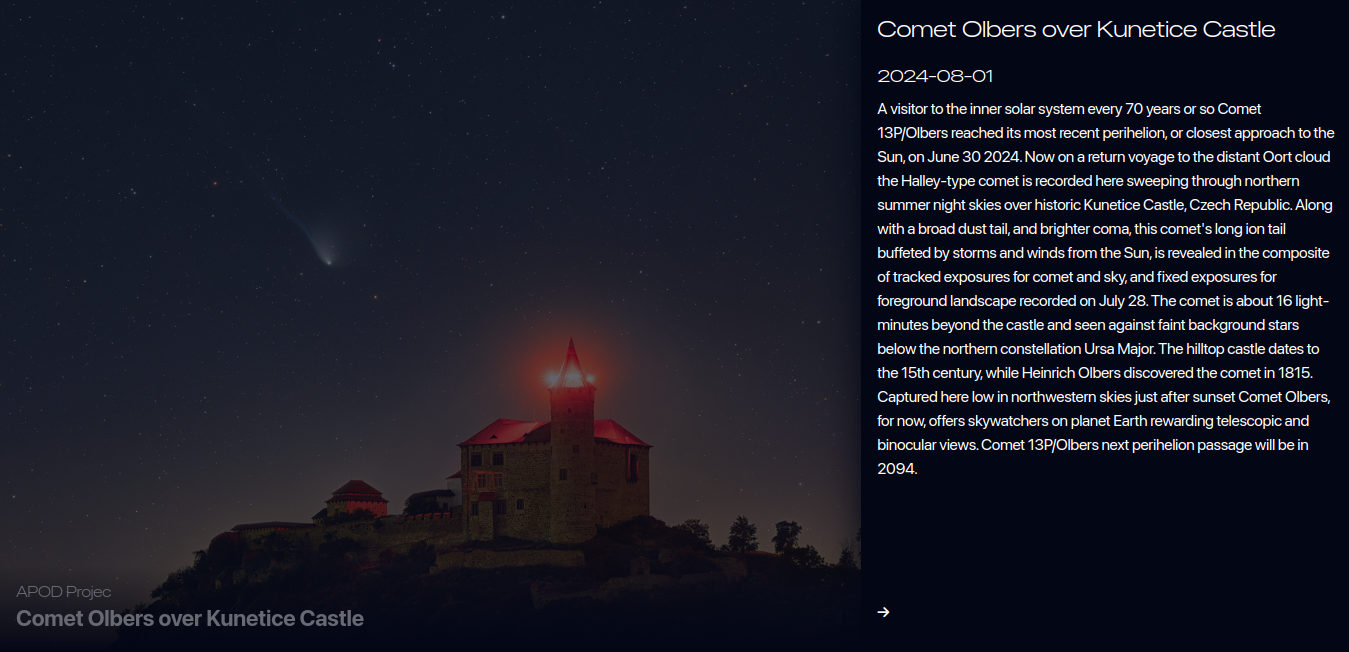 APOD Projec
Comet Olbers over Kunetice Castle
Comet Olbers over Kunetice Castle
2024-08-01
A visitor to the inner solar system every 70 years or so Comet
13P/Olbers reached its most recent perihelion, or closest approach to the
Sun, on June 30 2024. Now on a return voyage to the distant Oort cloud
the Halley-type comet is recorded here sweeping through northern
summer night skies over historic Kunetice Castle, Czech Republic. Along
with a broad dust tail, and brighter coma, this comet's long ion tail
buffeted by storms and winds from the Sun, is revealed in the composite
of tracked exposures for comet and sky, and fixed exposures for
foreground landscape recorded on July 28. The comet is about 16 light-
minutes beyond the castle and seen against faint background stars
below the northern constellation Ursa Major. The hilltop castle dates to
the 15th century, while Heinrich Olbers discovered the comet in 1815.
Captured here low in northwestern skies just after sunset Comet Olbers,
for now, offers skywatchers on planet Earth rewarding telescopic and
binocular views. Comet 13P/Olbers next perihelion passage will be in
2094.